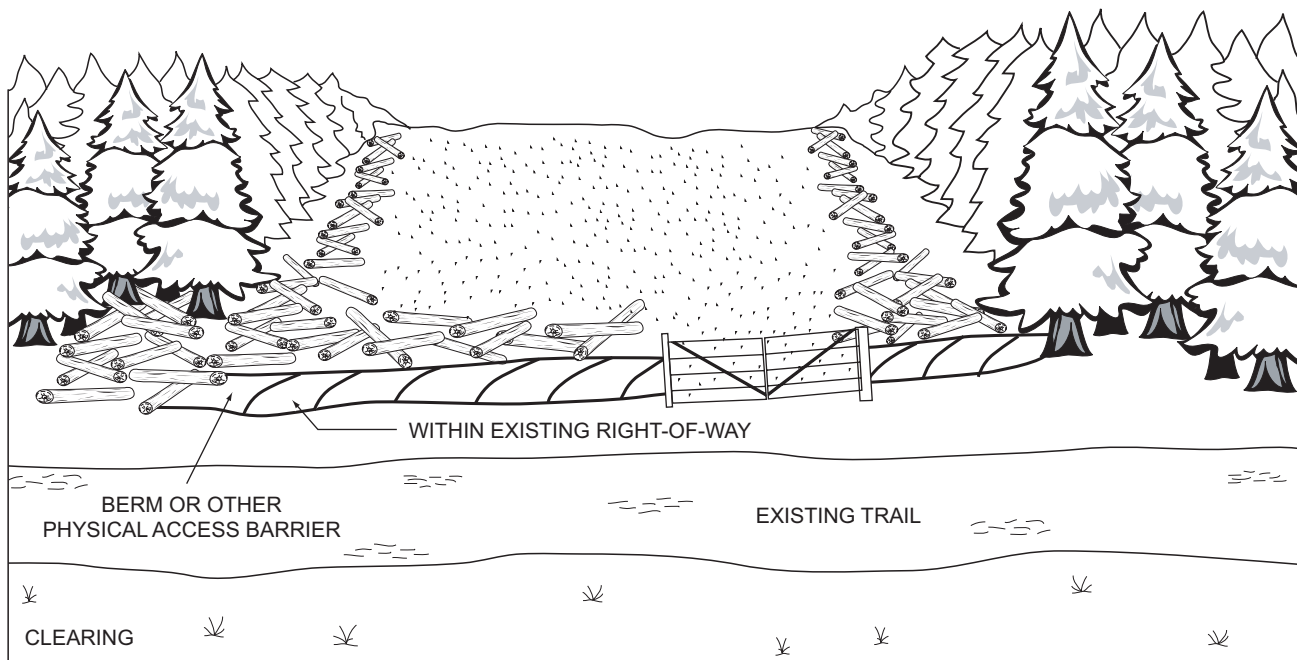 WITHIN EXISTING RIGHT-OF-WAY
BERM OR OTHER
PHYSICAL ACCESS BARRIER
EXISTING TRAIL
CLEARING